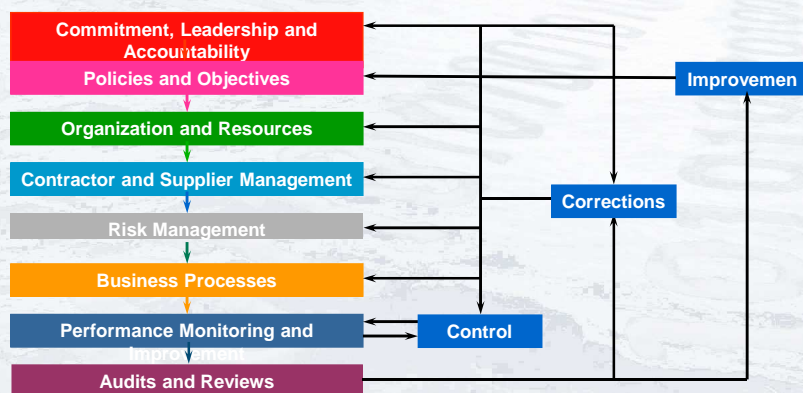 Commitment, Leadership and
Accountability
Policies and Objectives
Improvemen
Organization and Resources
Contractor and Supplier Management
Corrections
Risk Management
Business Processes
Performance Monitoring and
Improvement
Control
Audits and Reviews